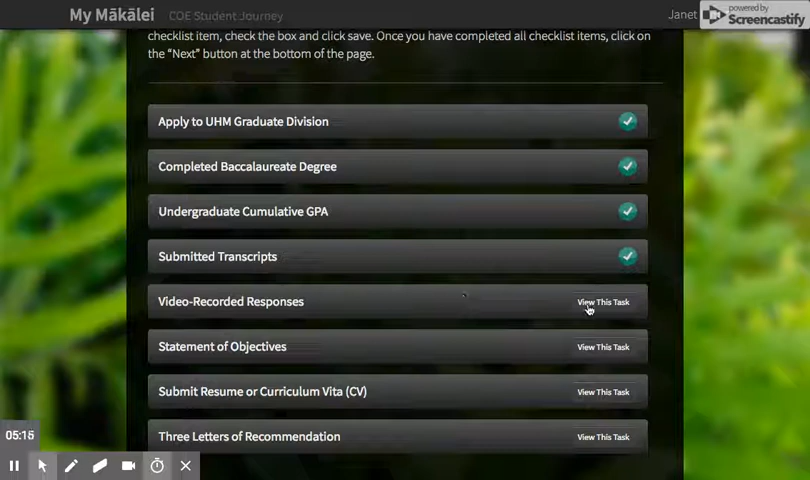 My Mākālei COE Student Journey Janet
powered by
Screencastify
checklist item, check the box and click save. Once you have completed all checklist items, click on
the “Next” button at the bottom of the page.
Apply to UHM Graduate Division
Completed Baccalaureate Degree
Undergraduate Cumulative GPA
Submitted Transcripts
Video-Recorded Responses View This Task
Statement of Objectives View This Task
Submit Resume or Curriculum Vita (CV) View This Task
Three Letters of Recommendation View This Task
05:15